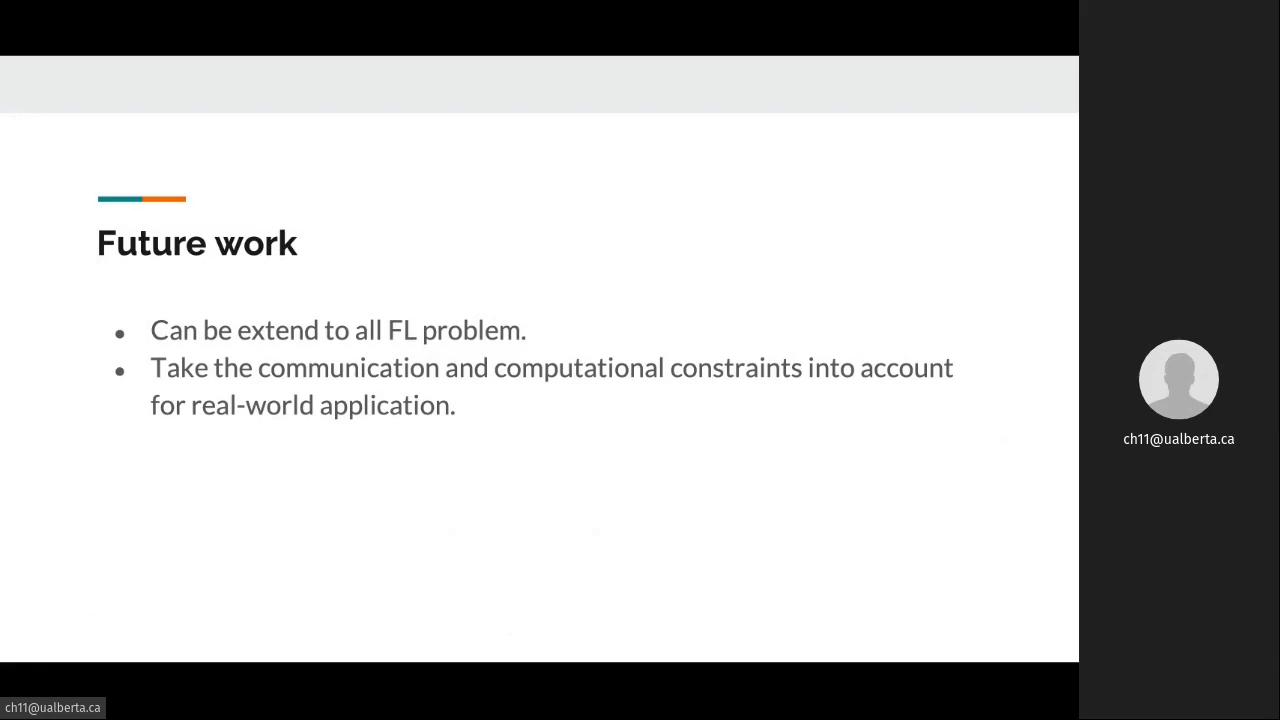 Future work
● Can be extend to all FL problem.
● Take the communication and computational constraints into account
for real-world application.
ch11@ualberta.ca
ch11@ualberta.ca